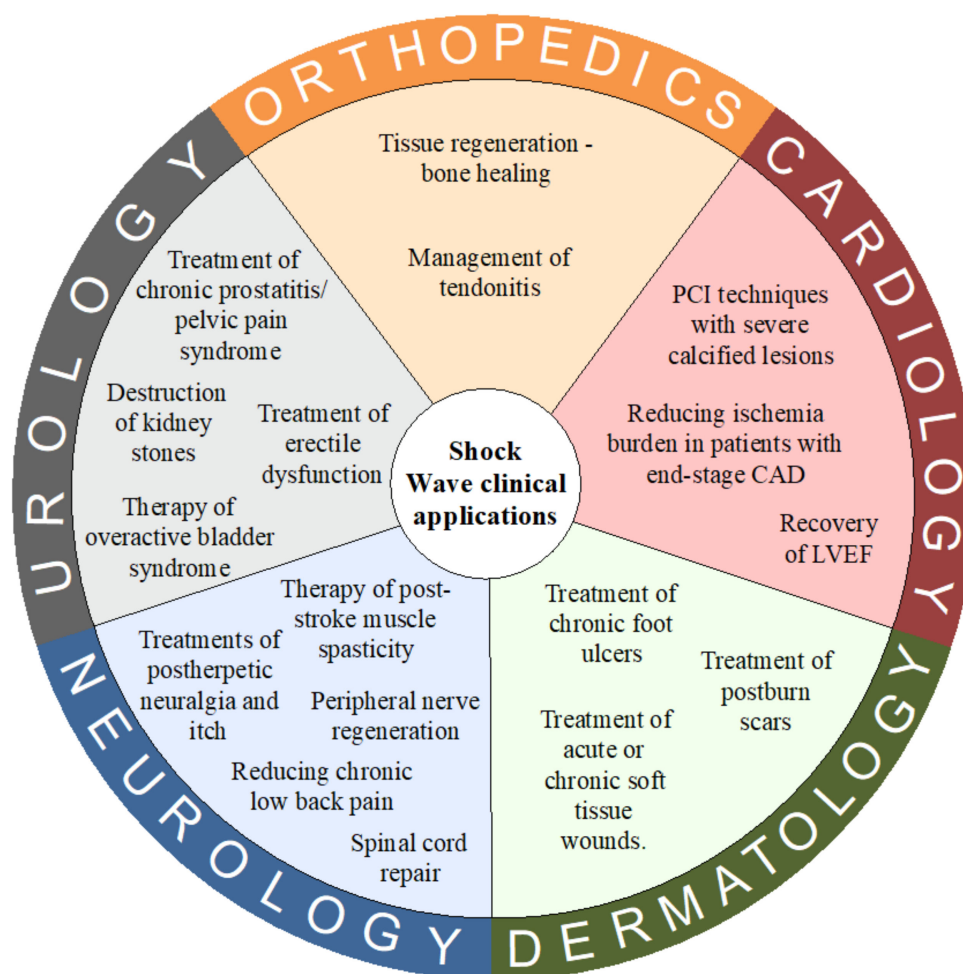 ORTHOPEDICS
Tissue regeneration -
bone healing
Management of
tendonitis
CARDIOLOGY
PCI techniques
with severe
calcified lesions
Reducing ischemia
burden in patients with
end-stage CAD
Recovery
of LVEF
DERMATOLOGY
Treatment of
chronic foot
ulcers
Treatment of
postburn
scars
Treatment of
acute or
chronic soft
tissue
wounds.
NEUROLOGY
Therapy of post-
stroke muscle
spasticity
Treatments of
postherpetic
neuralgia and
itch
Peripheral nerve
regeneration
Reducing chronic
low back pain
Spinal cord
repair
UROLOGY
Treatment of
chronic prostatitis/
pelvic pain
syndrome
Destruction
of kidney
stones
Treatment of
erectile
dysfunction
Therapy of
overactive bladder
syndrome
Shock
Wave clinical
applications